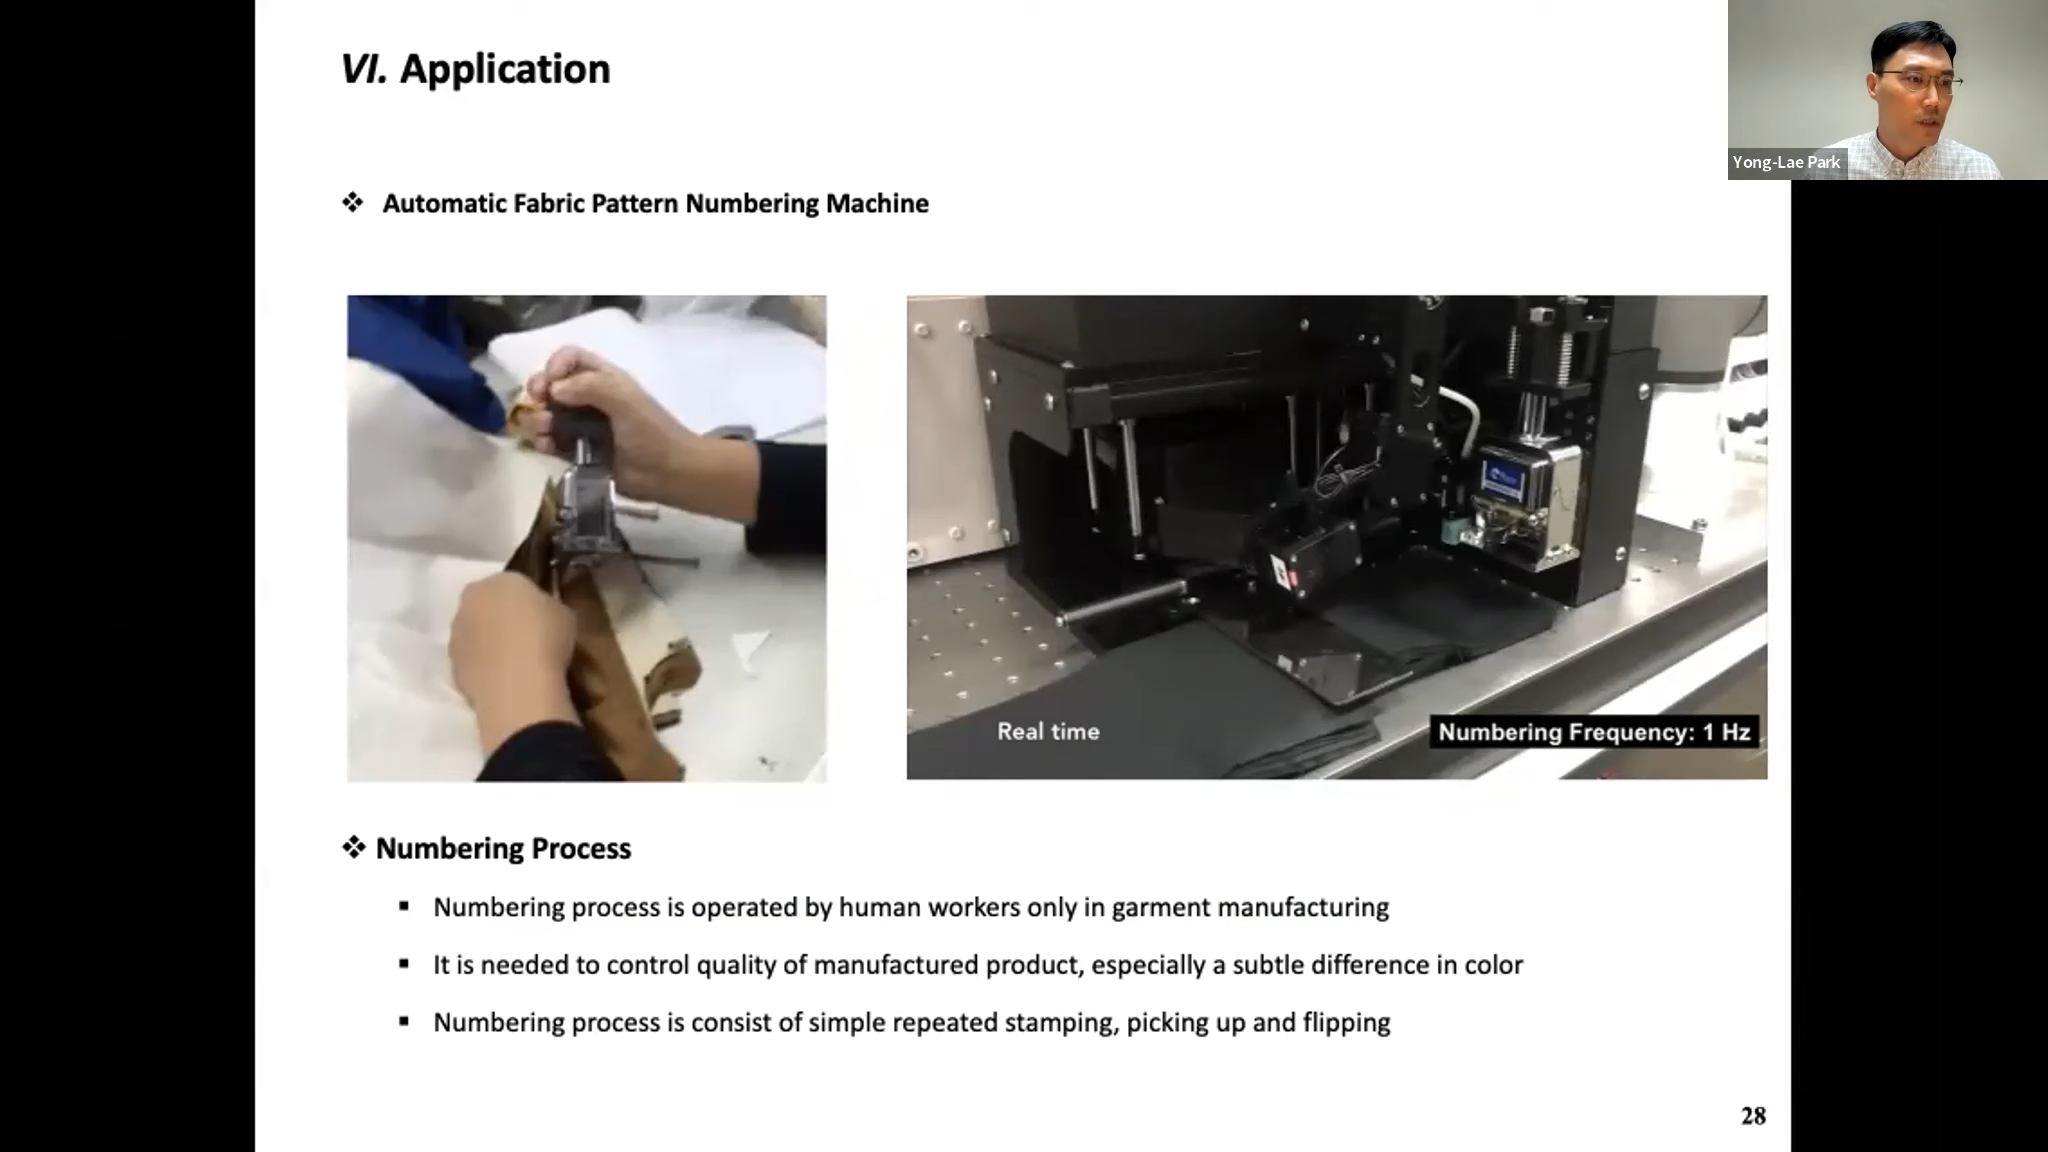 VI. Application
Yong-Lae Park
Automatic Fabric Pattern Numbering Machine
Real time
Numbering Frequency: 1 Hz
Numbering Process
Numbering process is operated by human workers only in garment manufacturing
It is needed to control quality of manufactured product, especially a subtle difference in color
Numbering process is consist of simple repeated stamping, picking up and flipping
28